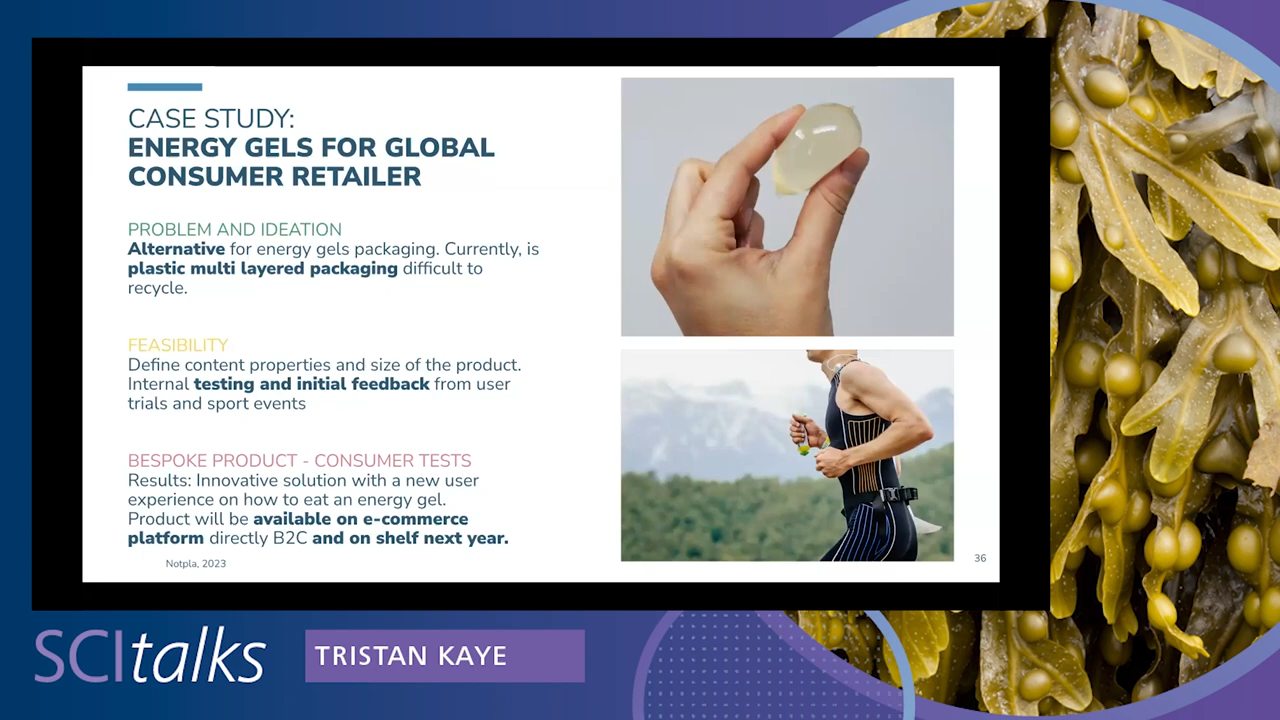 CASE STUDY:
ENERGY GELS FOR GLOBAL
CONSUMER RETAILER
PROBLEM AND IDEATION
Alternative for energy gels packaging. Currently, is
plastic multi layered packaging difficult to
recycle.
FEASIBILITY
Define content properties and size of the product.
Internal testing and initial feedback from user
trials and sport events
BESPOKE PRODUCT - CONSUMER TESTS
Results: Innovative solution with a new user
experience on how to eat an energy gel.
Product will be available on e-commerce
platform directly B2C and on shelf next year.
Notpla, 2023
36
SCItalks
TRISTAN KAYE